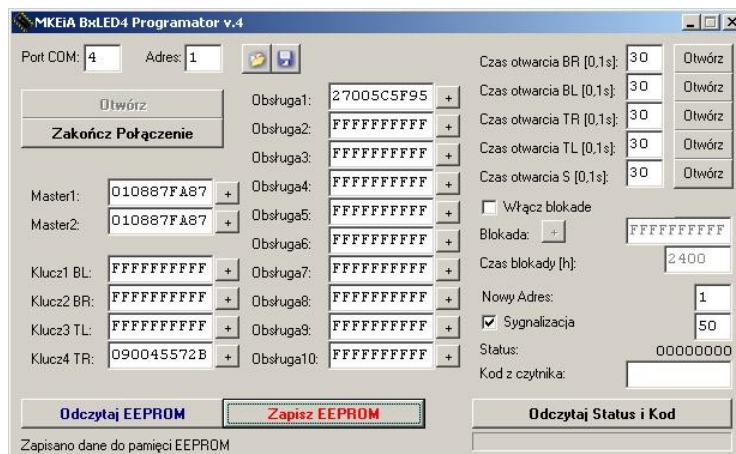 MKEiA BxLED4 Programator v.4
Port COM: 4 Adres: 1
Otwórz
Zakończ Połączenie
Master1: 010887FA87 +
Master2: 010887FA87 +
Klucz1 BL: FFFFFFFFFF +
Klucz2 BR: FFFFFFFFFF +
Klucz3 TL: FFFFFFFFFF +
Klucz4 TR: 090045572B +
Obsługa1: 27005C5F95 +
Obsługa2: FFFFFFFFFF +
Obsługa3: FFFFFFFFFF +
Obsługa4: FFFFFFFFFF +
Obsługa5: FFFFFFFFFF +
Obsługa6: FFFFFFFFFF +
Obsługa7: FFFFFFFFFF +
Obsługa8: FFFFFFFFFF +
Obsługa9: FFFFFFFFFF +
Obsługa10: FFFFFFFFFF +
Czas otwarcia BR [0,1s]: 30 Otwórz
Czas otwarcia BL [0,1s]: 30 Otwórz
Czas otwarcia TR [0,1s]: 30 Otwórz
Czas otwarcia TL [0,1s]: 30 Otwórz
Czas otwarcia S [0,1s]: 30 Otwórz
Włącz blokade
Blokada: + FFFFFFFFFF
Czas blokady [h]: 2400
Nowy Adres: 1
Sygnalizacja 50
Status: 00000000
Kod z czytnika:
Odczytaj EEPROM Zapisz EEPROM Odczytaj Status i Kod
Zapisano dane do pamięci EEPROM